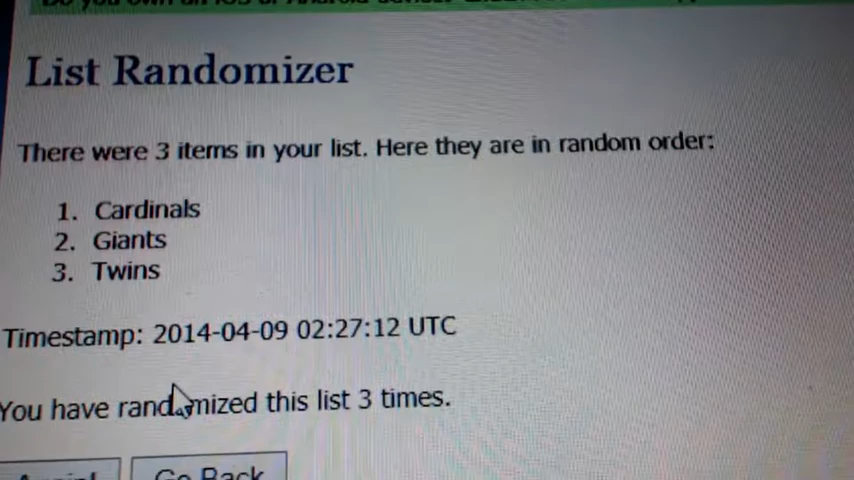 List Randomizer
There were 3 items in your list. Here they are in random order:
1. Cardinals
2. Giants
3. Twins
Timestamp: 2014-04-09 02:27:12 UTC
You have randomized this list 3 times.
Go Back